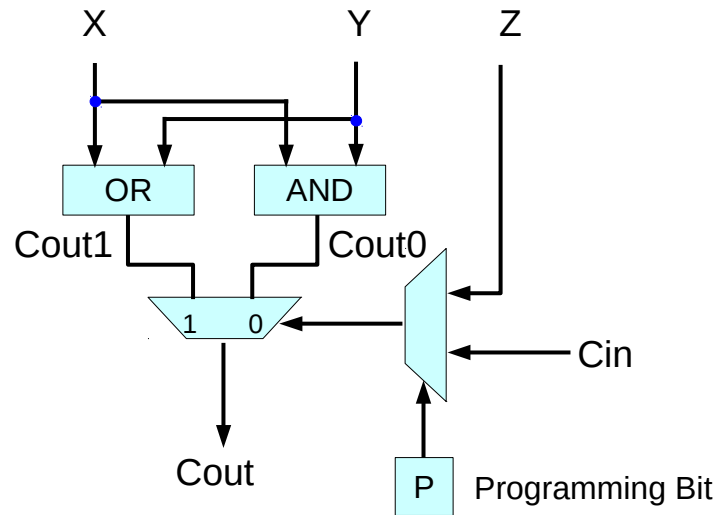 X Y Z
OR AND
Cout1 Cout0
1 0
Cin
Cout
P Programming Bit